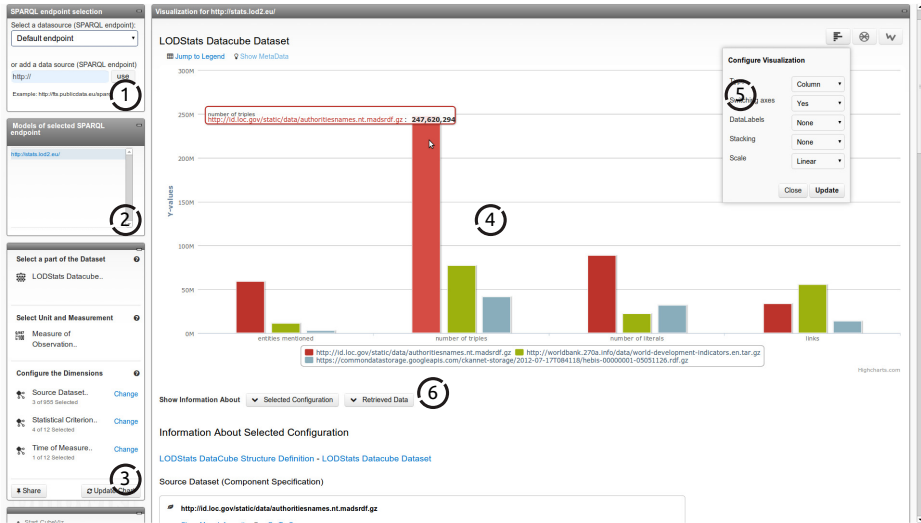 SPARQL endpoint selection
Select a datasource (SPARQL endpoint):
Default endpoint
or add a data source (SPARQL endpoint)
http://
use
Example: http://fts.publicdata.eu/
1
Models of selected SPARQL
endpoint
http://stats.lod2.eu/
2
Select a part of the Dataset
LODStats Datacube..
Select Unit and Measurement
Measure of
Observation..
Configure the Dimensions
Source Dataset.. Change
3 of 955 Selected
Statistical Criterion.. Change
4 of 12 Selected
Time of Measure.. Change
1 of 12 Selected
3
Share
Update
Visualization for http://stats.lod2.eu/
LODStats Datacube Dataset
Jump to Legend Show MetaData
300M
250M
200M
150M
100M
50M
0M
Y-values
number of triples
http://id.loc.gov/static/data/authoritiesnames.nt.madsrdf.gz : 247,620,294
4
entities mentioned number of triples number of literals links
http://id.loc.gov/static/data/authoritiesnames.nt.madsrdf.gz http://worldbank.270a.info/data/world-development-indicators.en.tar.gz
https://commondatastorage.googleapis.com/ckannet-storage/2012-07-17T084118/hebis-00000001-05051126.rdf.gz
Highcharts.com
Configure Visualization
5
Column
Switching axes Yes
DataLabels None
Stacking None
Scale Linear
Close Update
Show Information About Selected Configuration Retrieved Data
6
Information About Selected Configuration
LODStats DataCube Structure Definition - LODStats Datacube Dataset
Source Dataset (Component Specification)
http://id.loc.gov/static/data/authoritiesnames.nt.madsrdf.gz